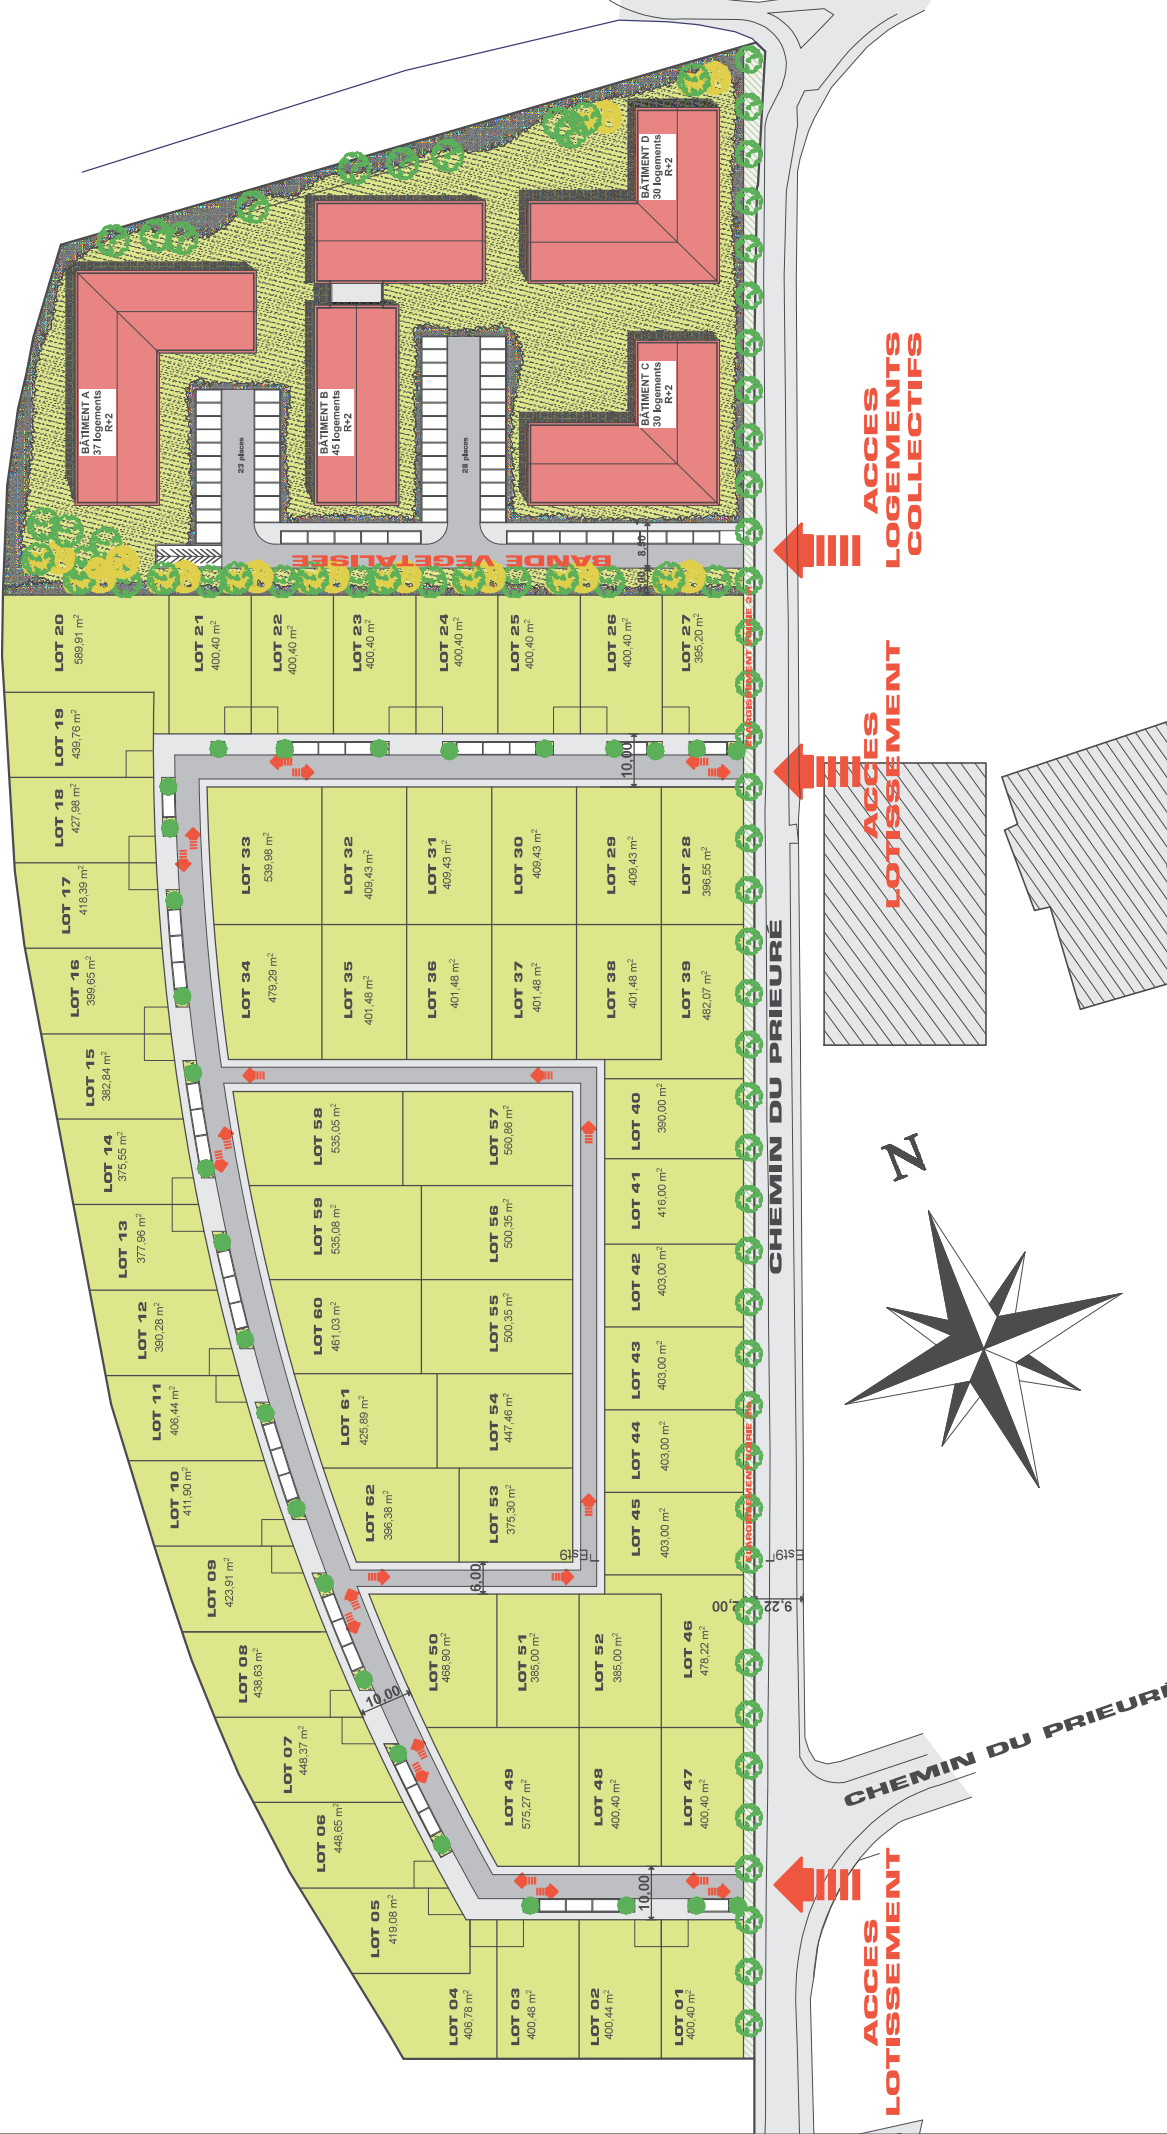 BÂTIMENT A
37 logements
R+2
BÂTIMENT B
45 logements
R+2
BÂTIMENT C
30 logements
R+2
BÂTIMENT D
30 logements
R+2
23 places
28 places
BANDE VEGETALISEE
8,50
ACCES
LOGEMENTS
COLLECTIFS
LOT 20
589,91 m²
LOT 21
400,40 m²
LOT 22
400,40 m²
LOT 23
400,40 m²
LOT 24
400,40 m²
LOT 25
400,40 m²
LOT 26
400,40 m²
LOT 27
395,20 m²
LOT 19
439,76 m²
LOT 18
427,98 m²
LOT 17
418,39 m²
LOT 16
399,65 m²
LOT 15
382,84 m²
LOT 14
375,55 m²
LOT 13
377,96 m²
LOT 12
390,28 m²
LOT 11
406,44 m²
LOT 10
411,90 m²
LOT 09
423,91 m²
LOT 08
438,63 m²
LOT 07
448,37 m²
LOT 06
448,65 m²
LOT 05
419,08 m²
LOT 04
406,78 m²
LOT 03
400,48 m²
LOT 02
400,44 m²
LOT 01
400,40 m²
10,00
ACCES
LOTISSEMENT
LOT 33
539,98 m²
LOT 32
409,43 m²
LOT 31
409,43 m²
LOT 30
409,43 m²
LOT 29
409,43 m²
LOT 28
396,55 m²
LOT 34
479,29 m²
LOT 35
401,48 m²
LOT 36
401,48 m²
LOT 37
401,48 m²
LOT 38
401,48 m²
LOT 39
482,07 m²
CHEMIN DU PRIEURÉ
LOT 58
535,05 m²
LOT 57
560,86 m²
LOT 59
535,08 m²
LOT 56
500,35 m²
LOT 60
461,03 m²
LOT 55
500,35 m²
LOT 61
425,89 m²
LOT 54
447,46 m²
LOT 62
396,38 m²
LOT 53
375,30 m²
LOT 40
390,00 m²
LOT 41
416,00 m²
LOT 42
403,00 m²
LOT 43
403,00 m²
LOT 44
403,00 m²
LOT 45
403,00 m²
N
Est9
Est9
6,00
2,00
9,22
LOT 50
468,90 m²
LOT 51
385,00 m²
LOT 52
385,00 m²
LOT 46
478,22 m²
10,00
LOT 49
575,27 m²
LOT 48
400,40 m²
LOT 47
400,40 m²
10,00
CHEMIN DU PRIEURÉ
ACCES
LOTISSEMENT